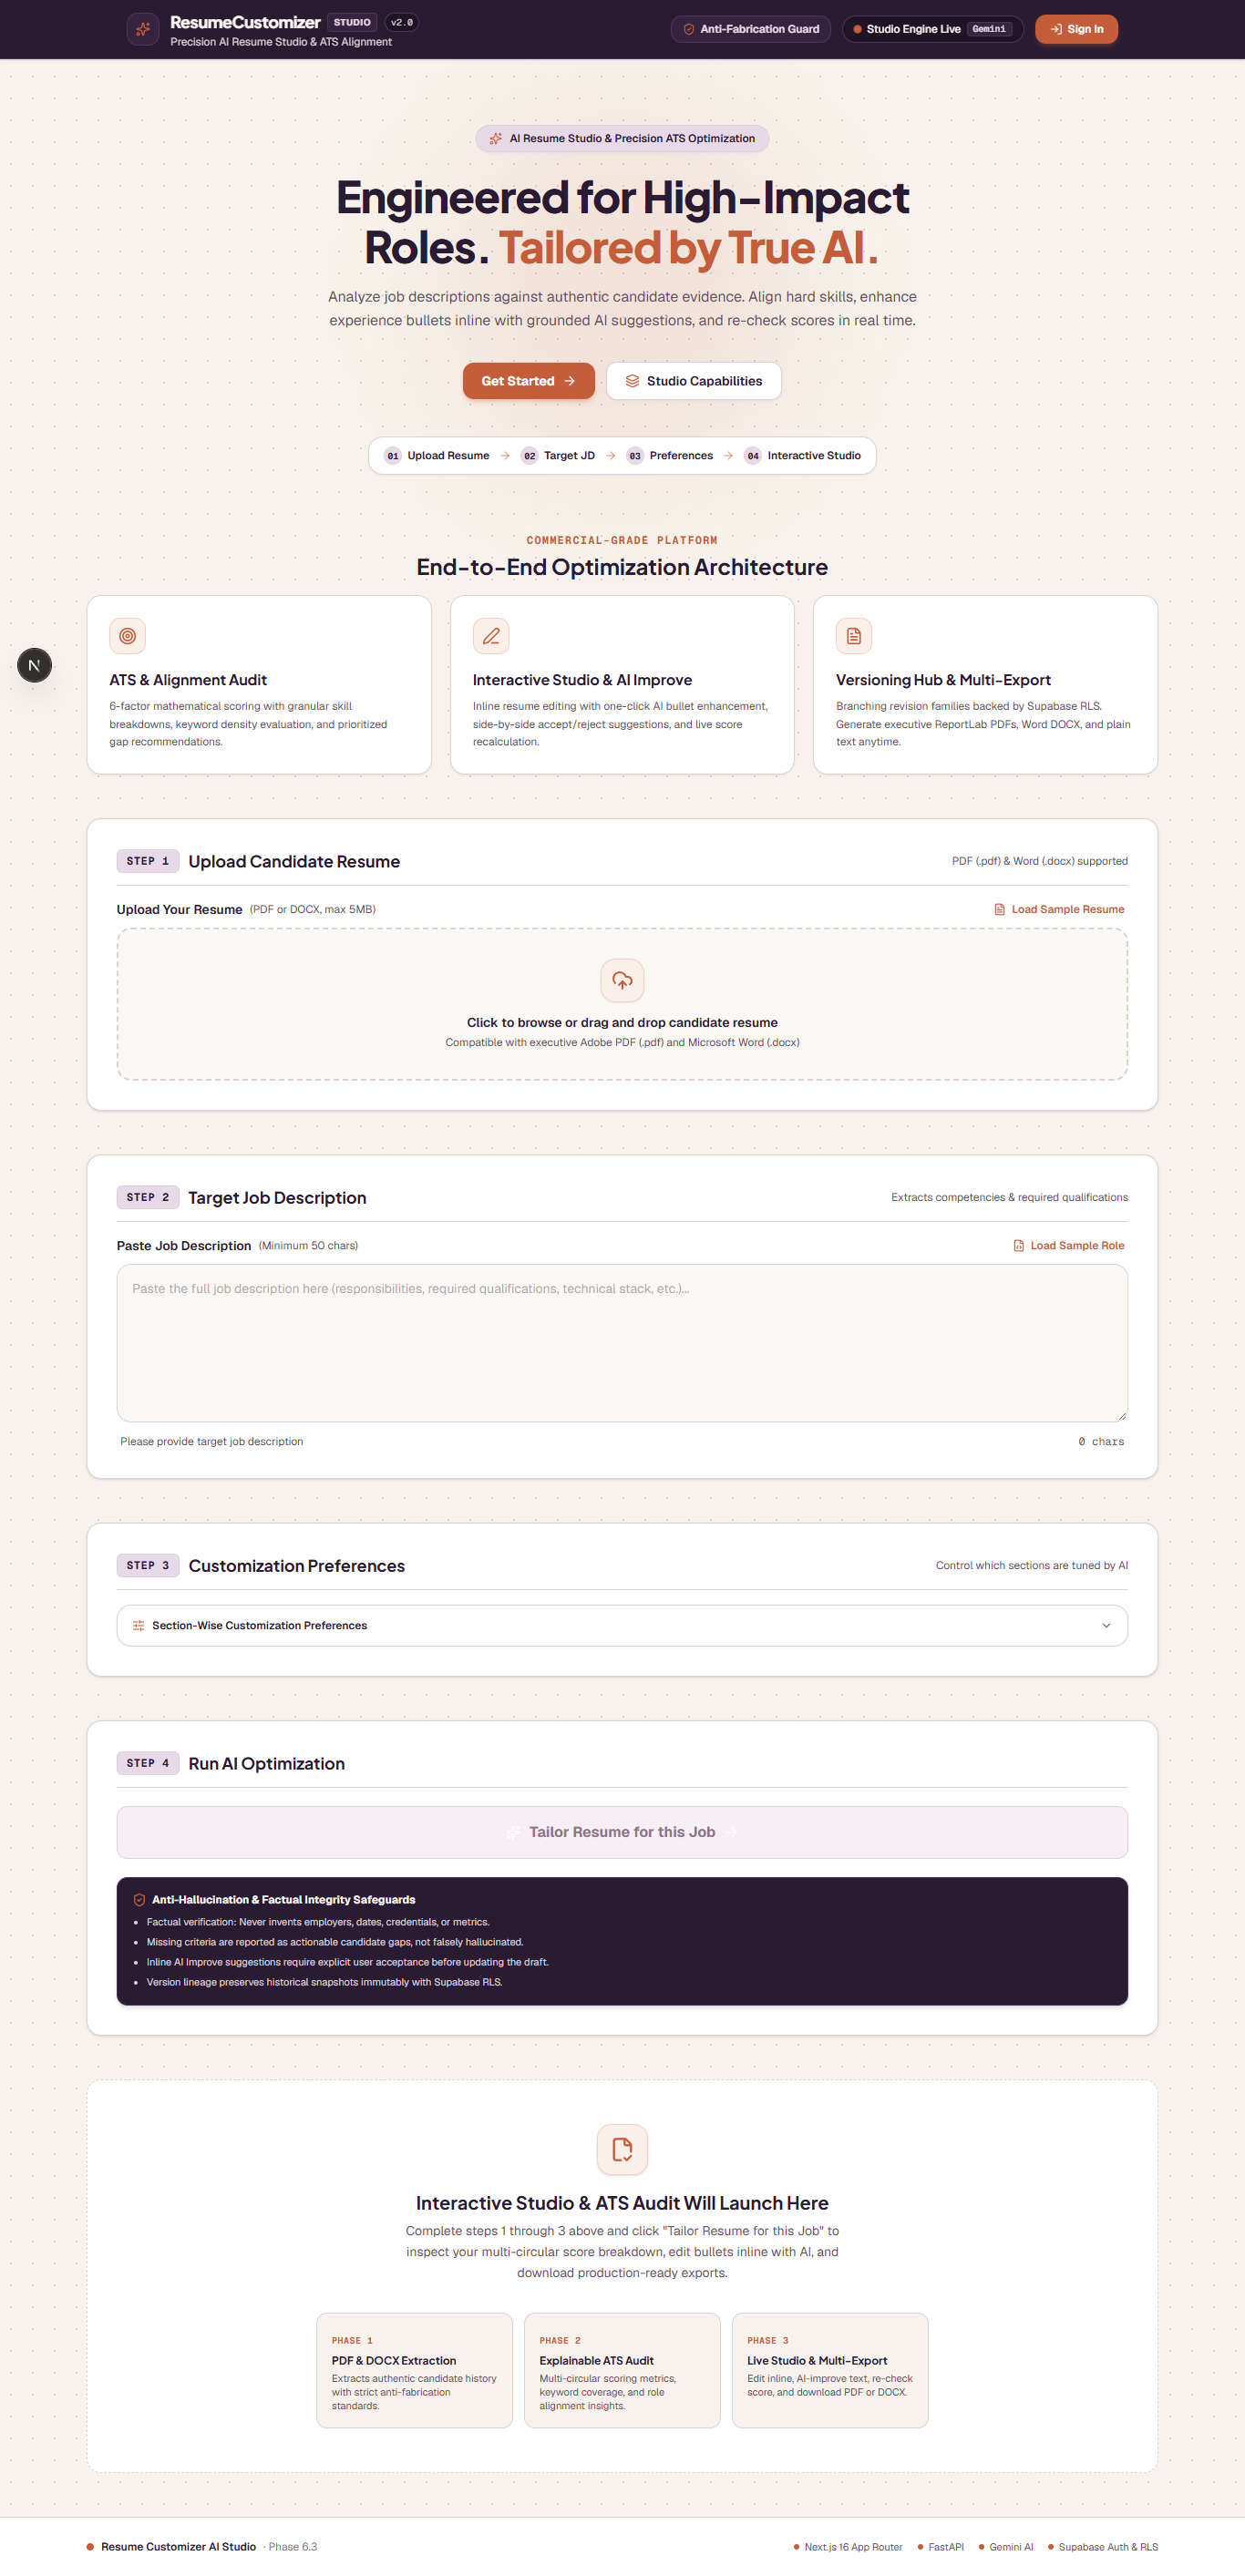 ResumeCustomizer STUDIO v2.0
Precision AI Resume Studio & ATS Alignment
Anti-Fabrication Guard
Studio Engine Live Gemini
Sign In
AI Resume Studio & Precision ATS Optimization
Engineered for High-Impact
Roles. Tailored by True AI.
Analyze job descriptions against authentic candidate evidence. Align hard skills, enhance
experience bullets inline with grounded AI suggestions, and re-check scores in real time.
Get Started
Studio Capabilities
01 Upload Resume → 02 Target JD → 03 Preferences → 04 Interactive Studio
COMMERCIAL-GRADE PLATFORM
End-to-End Optimization Architecture
N
ATS & Alignment Audit
6-factor mathematical scoring with granular skill
breakdowns, keyword density evaluation, and prioritized
gap recommendations.
Interactive Studio & AI Improve
Inline resume editing with one-click AI bullet enhancement,
side-by-side accept/reject suggestions, and live score
recalculation.
Versioning Hub & Multi-Export
Branching revision families backed by Supabase RLS.
Generate executive ReportLab PDFs, Word DOCX, and plain
text anytime.
STEP 1 Upload Candidate Resume
PDF (.pdf) & Word (.docx) supported
Upload Your Resume (PDF or DOCX, max 5MB)
Load Sample Resume
Click to browse or drag and drop candidate resume
Compatible with executive Adobe PDF (.pdf) and Microsoft Word (.docx)
STEP 2 Target Job Description
Extracts competencies & required qualifications
Paste Job Description (Minimum 50 chars)
Load Sample Role
Paste the full job description here (responsibilities, required qualifications, technical stack, etc.)...
Please provide target job description
0 chars
STEP 3 Customization Preferences
Control which sections are tuned by AI
Section-Wise Customization Preferences
STEP 4 Run AI Optimization
Tailor Resume for this Job
Anti-Hallucination & Factual Integrity Safeguards
• Factual verification: Never invents employers, dates, credentials, or metrics.
• Missing criteria are reported as actionable candidate gaps, not falsely hallucinated.
• Inline AI Improve suggestions require explicit user acceptance before updating the draft.
• Version lineage preserves historical snapshots immutably with Supabase RLS.
Interactive Studio & ATS Audit Will Launch Here
Complete steps 1 through 3 above and click "Tailor Resume for this Job" to
inspect your multi-circular score breakdown, edit bullets inline with AI, and
download production-ready exports.
PHASE 1
PDF & DOCX Extraction
Extracts authentic candidate history
with strict anti-fabrication
standards.
PHASE 2
Explainable ATS Audit
Multi-circular scoring metrics,
keyword coverage, and role
alignment insights.
PHASE 3
Live Studio & Multi-Export
Edit inline, AI-improve text, re-check
score, and download PDF or DOCX.
Resume Customizer AI Studio · Phase 6.3
Next.js 16 App Router
FastAPI
Gemini AI
Supabase Auth & RLS